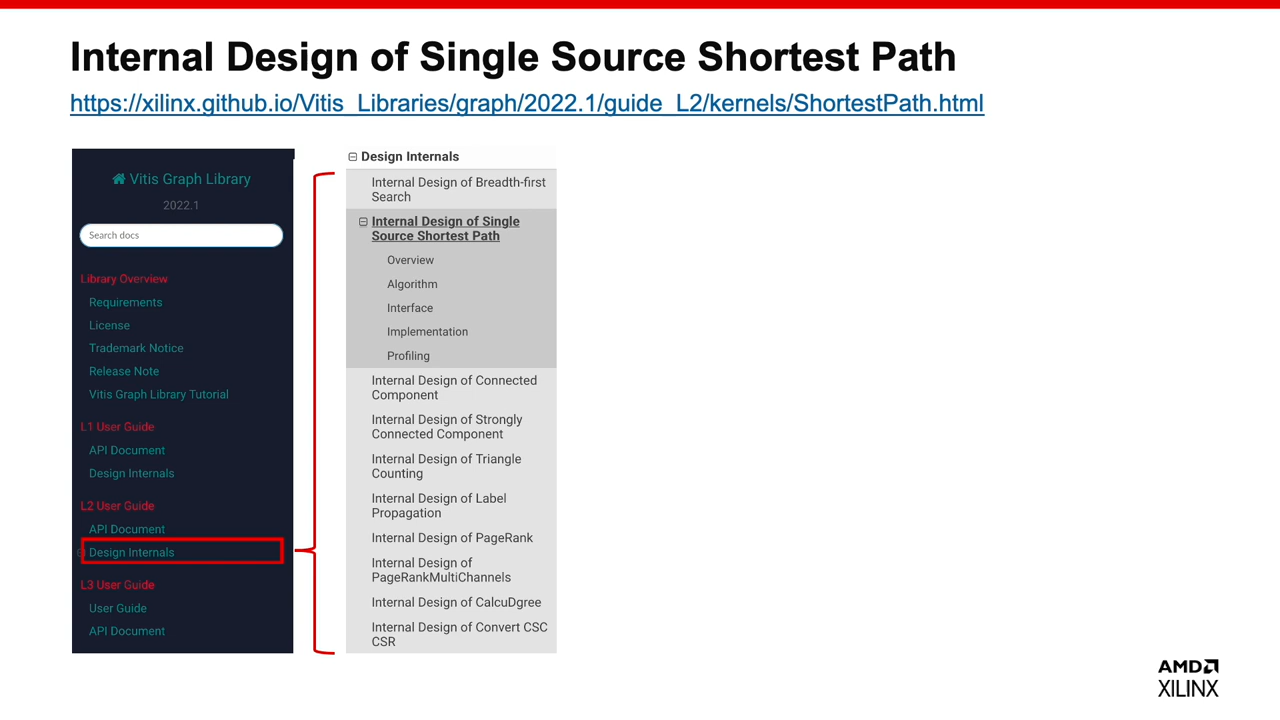 Internal Design of Single Source Shortest Path
https://xilinx.github.io/Vitis_Libraries/graph/2022.1/guide_L2/kernels/ShortestPath.html
Vitis Graph Library
2022.1
Search docs
Library Overview
Requirements
License
Trademark Notice
Release Note
Vitis Graph Library Tutorial
L1 User Guide
API Document
Design Internals
L2 User Guide
API Document
Design Internals
L3 User Guide
User Guide
API Document
Design Internals
Internal Design of Breadth-first
Search
Internal Design of Single
Source Shortest Path
Overview
Algorithm
Interface
Implementation
Profiling
Internal Design of Connected
Component
Internal Design of Strongly
Connected Component
Internal Design of Triangle
Counting
Internal Design of Label
Propagation
Internal Design of PageRank
Internal Design of
PageRankMultiChannels
Internal Design of CalcuDgree
Internal Design of Convert CSC
CSR
AMD
XILINX